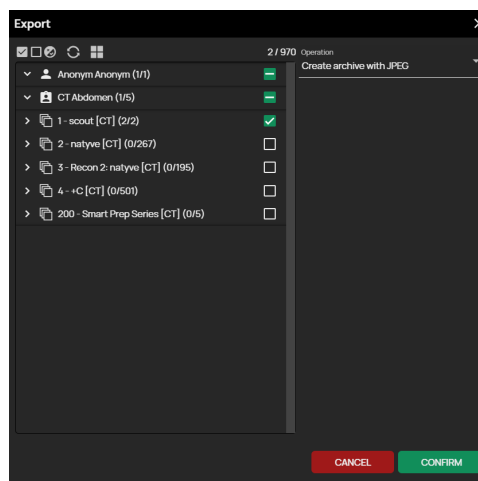 Export
2 / 970
Operation
Create archive with JPEG
Anonym Anonym (1/1)
CT Abdomen (1/5)
1 - scout [CT] (2/2)
2 - natyve [CT] (0/267)
3 - Recon 2: natyve [CT] (0/195)
4 - +C [CT] (0/501)
200 - Smart Prep Series [CT] (0/5)
CANCEL
CONFIRM